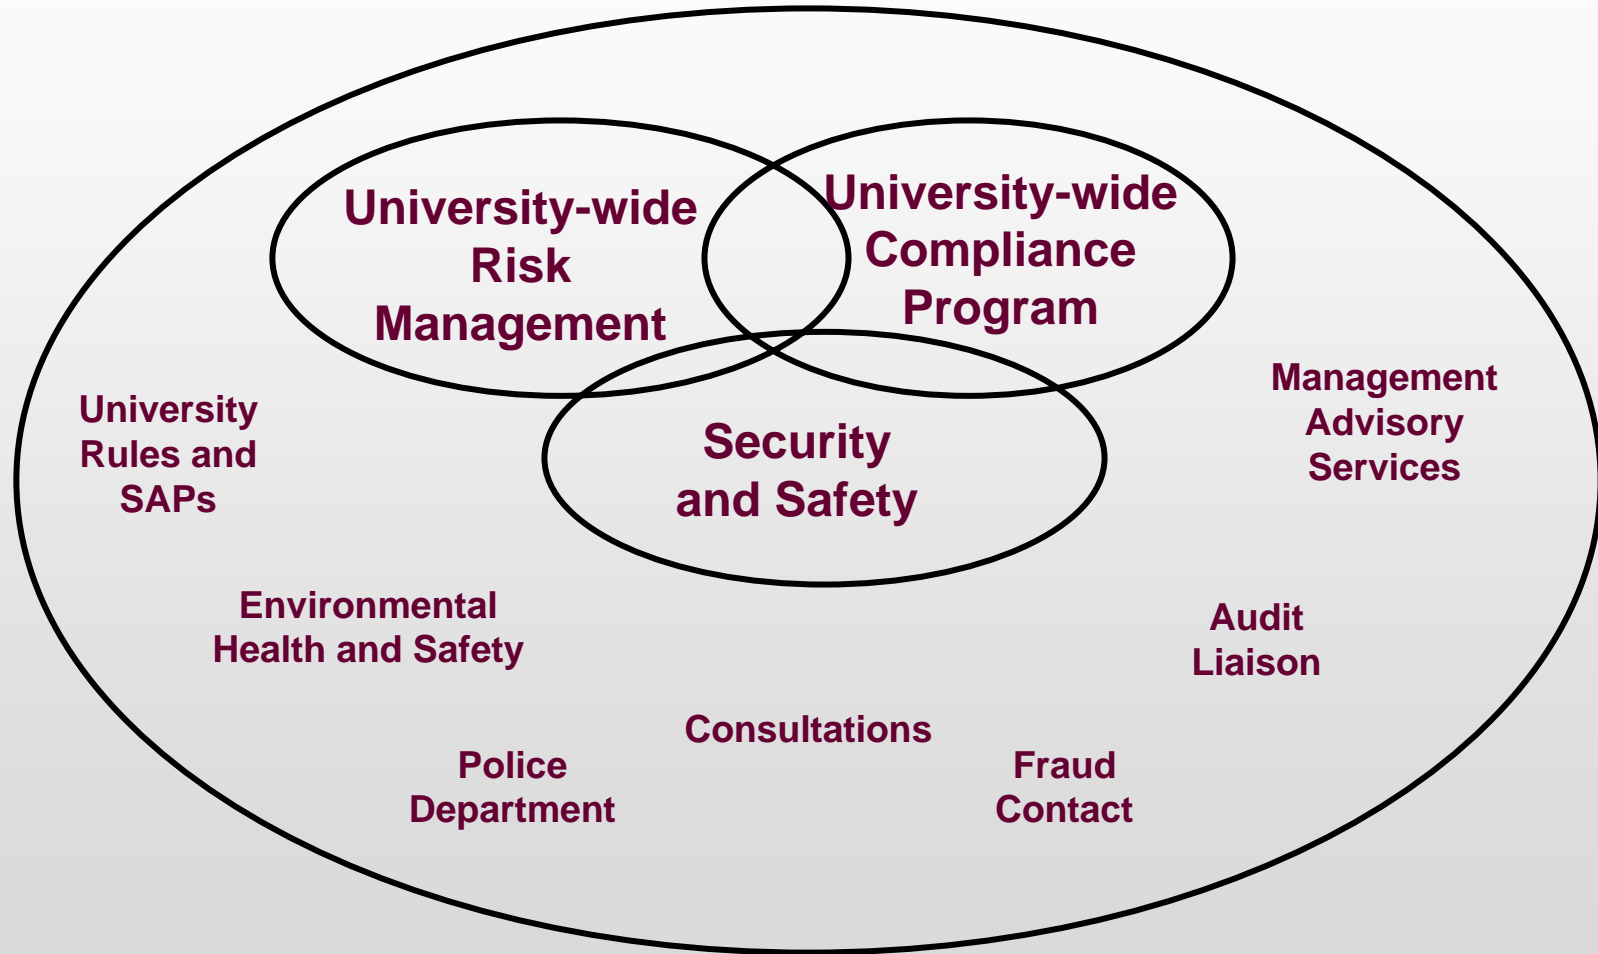 University-wide
Risk
Management
University-wide
Compliance
Program
Security
and Safety
University
Rules and
SAPs
Management
Advisory
Services
Environmental
Health and Safety
Audit
Liaison
Consultations
Police
Department
Fraud
Contact